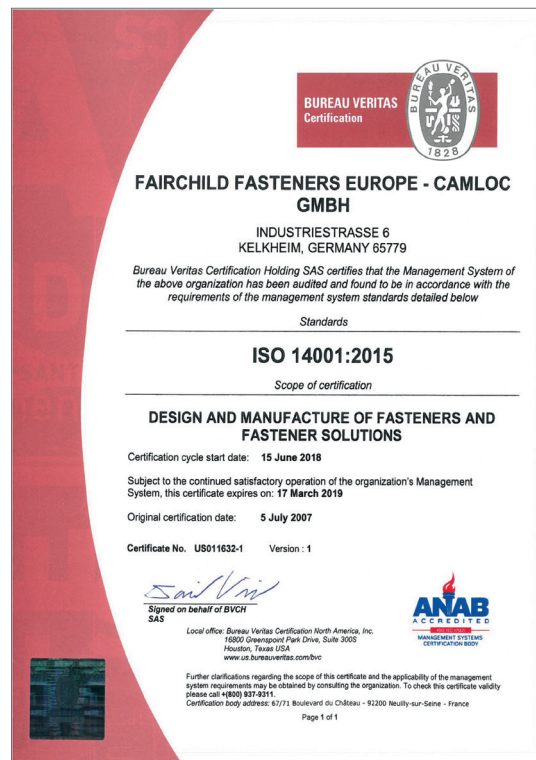 BUREAU VERITAS
Certification
BUREAU VERITAS
1828
FAIRCHILD FASTENERS EUROPE - CAMLOC
GMBH
INDUSTRIESTRASSE 6
KELKHEIM, GERMANY 65779
Bureau Veritas Certification Holding SAS certifies that the Management System of
the above organization has been audited and found to be in accordance with the
requirements of the management system standards detailed below
Standards
ISO 14001:2015
Scope of certification
DESIGN AND MANUFACTURE OF FASTENERS AND
FASTENER SOLUTIONS
Certification cycle start date: 15 June 2018
Subject to the continued satisfactory operation of the organization's Management
System, this certificate expires on: 17 March 2019
Original certification date: 5 July 2007
Certificate No. US011632-1 Version : 1
Signed on behalf of BVCH
SAS
ANAB
ACCREDITED
MANAGEMENT SYSTEMS
CERTIFICATION BODY
Local office: Bureau Veritas Certification North America, Inc.
16800 Greenspoint Park Drive, Suite 300S
Houston, Texas USA
www.us.bureauveritas.com/bvc
Further clarifications regarding the scope of this certificate and the applicability of the management
system requirements may be obtained by consulting the organization. To check this certificate validity
please call +(800) 937-9311.
Certification body address: 67/71 Boulevard du Château - 92200 Neuilly-sur-Seine - France
Page 1 of 1